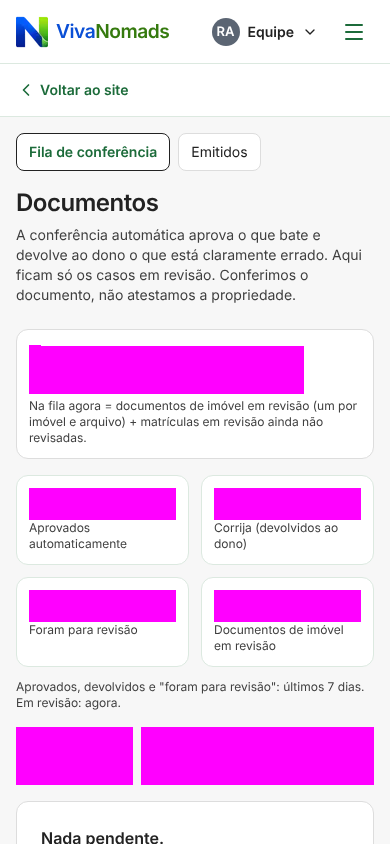 VivaNomads
RA Equipe
Voltar ao site
Fila de conferência Emitidos
Documentos
A conferência automática aprova o que bate e
devolve ao dono o que está claramente errado. Aqui
ficam só os casos em revisão. Conferimos o
documento, não atestamos a propriedade.
Na fila agora = documentos de imóvel em revisão (um por
imóvel e arquivo) + matrículas em revisão ainda não
revisadas.
Aprovados
automaticamente
Corrija (devolvidos ao
dono)
Foram para revisão
Documentos de imóvel
em revisão
Aprovados, devolvidos e "foram para revisão": últimos 7 dias.
Em revisão: agora.
Nada pendente.